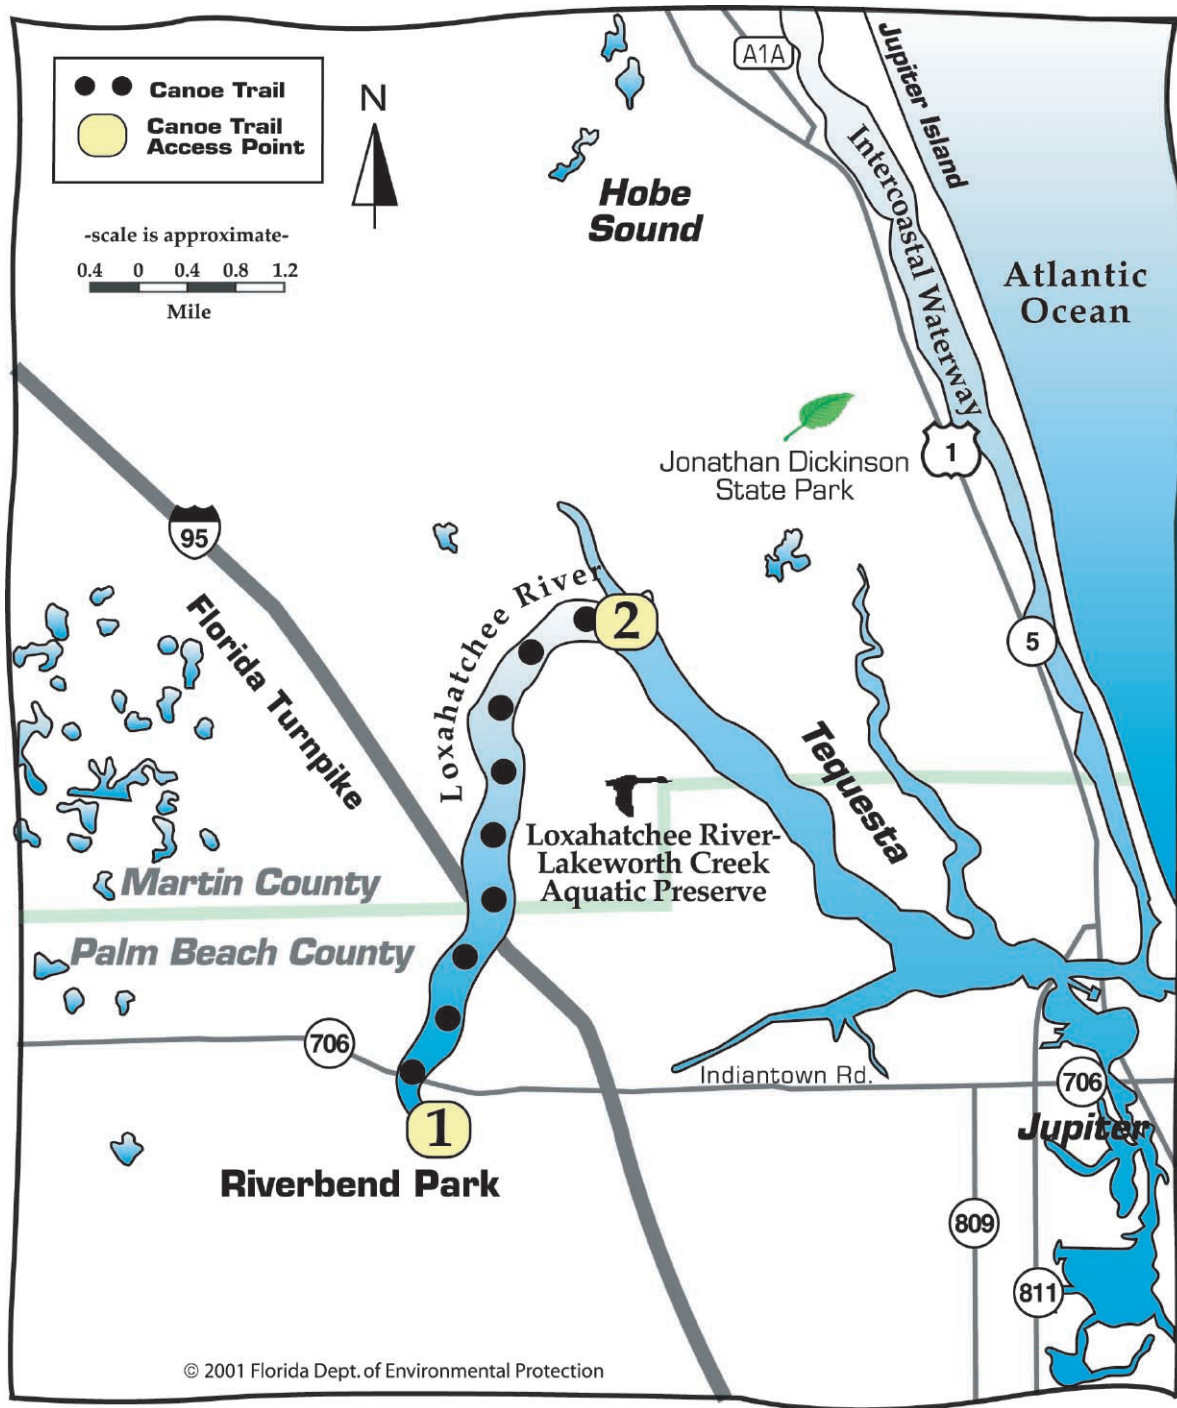 Canoe Trail
Canoe Trail
Access Point
N
-scale is approximate-
0.4 0 0.4 0.8 1.2
Mile
A1A
Jupiter Island
Intercoastal Waterway
Hobe
Sound
Atlantic
Ocean
Jonathan Dickinson
State Park
1
95
Florida Turnpike
Loxahatchee River
2
5
Tequesta
Loxahatchee River-
Lakeworth Creek
Aquatic Preserve
Martin County
Palm Beach County
706
Indiantown Rd.
706
Jupiter
1
Riverbend Park
809
811
© 2001 Florida Dept. of Environmental Protection